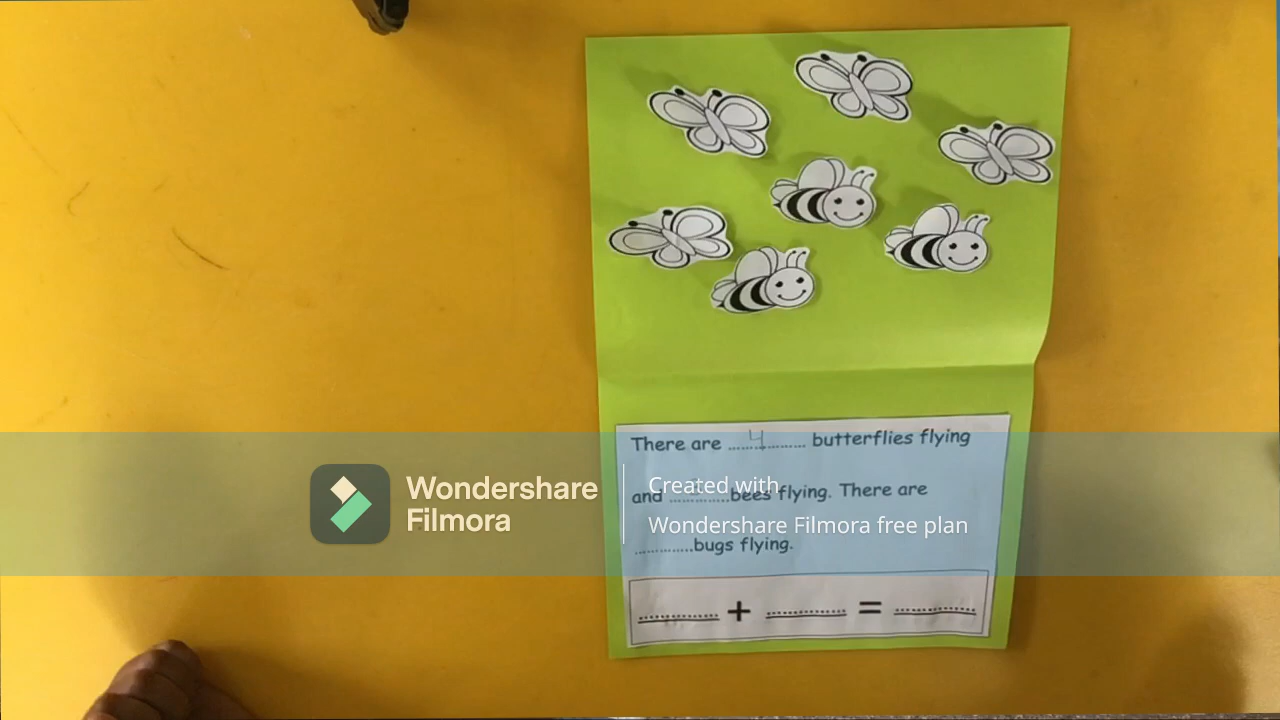 There are ....4.... butterflies flying
and ............bees flying. There are
............bugs flying.
............ + ............ = ............
Wondershare
Filmora
Created with
Wondershare Filmora free plan